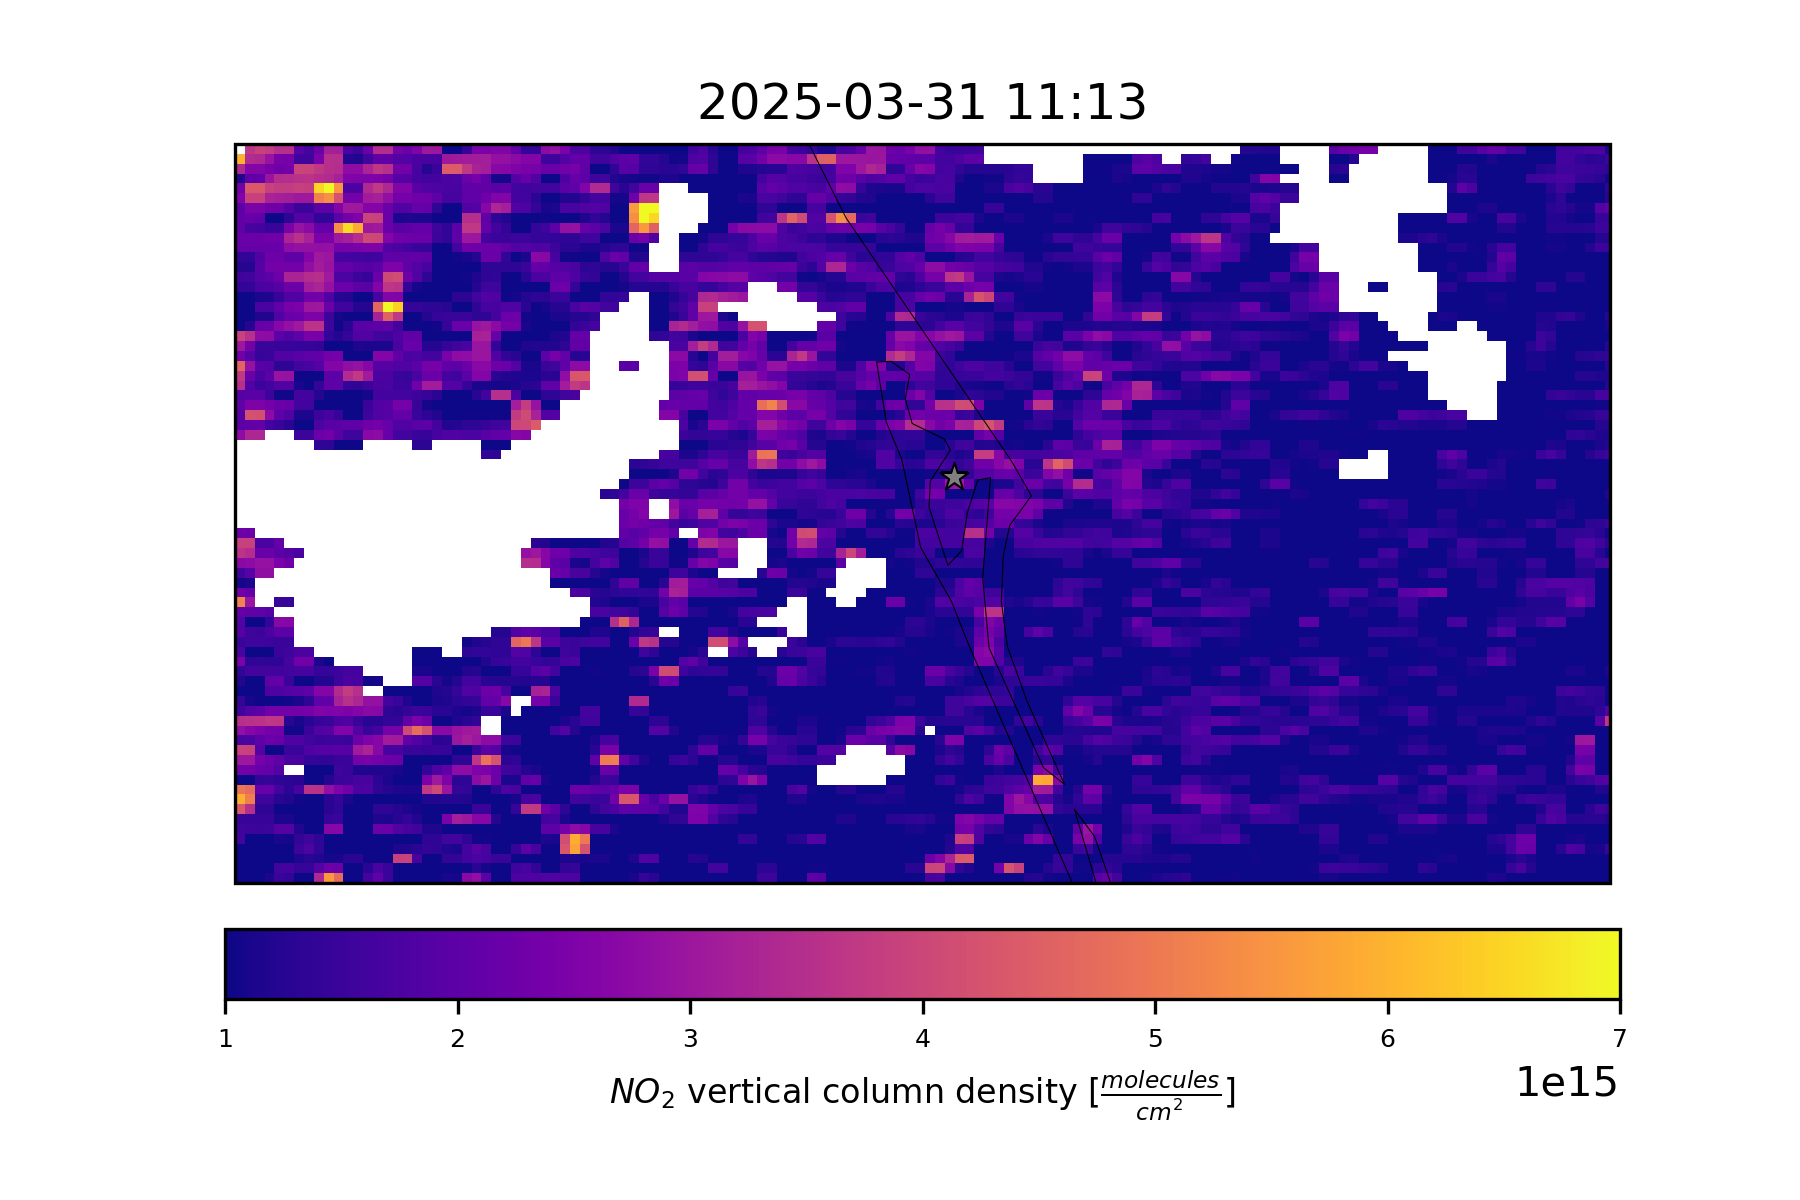 2025-03-31 11:13
1 2 3 4 5 6 7
1e15
NO₂ vertical column density [molecules/cm²]